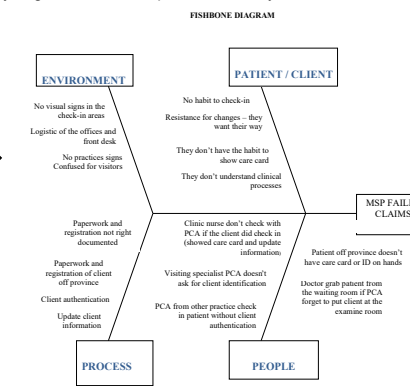 FISHBONE DIAGRAM
ENVIRONMENT
PATIENT / CLIENT
No visual signs in the
check-in areas
Logistic of the offices and
front desk
No practices signs
Confused for visitors
No habit to check-in
Resistance for changes – they
want their way
They don't have the habit to
show care card
They don't understand clinical
processes
MSP
CLAIMS
Paperwork and
registration not right
documented
Paperwork and
registration of client
off province
Client authentication
Update client
information
Clinic nurse don't check with
PCA if the client did check in
(showed care card and update
information)
Visiting specialist PCA doesn't
ask for client identification
PCA from other practice check
in patient without client
authentication
Patient off province doesn't
have care card or ID on hands
Doctor grab patient from
the waiting room if PCA
forget to put client at the
examine room
PROCESS
PEOPLE